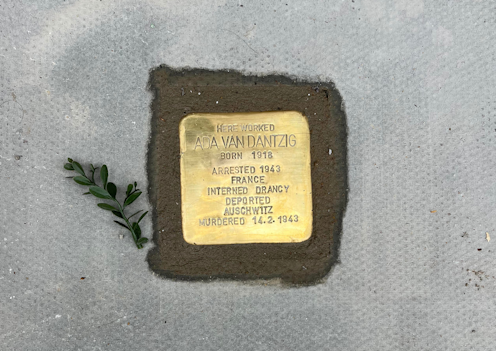 HERE WORKED
ADA VAN DANTZIG
BORN 1918
ARRESTED 1943
FRANCE
INTERNED DRANCY
DEPORTED
AUSCHWITZ
MURDERED 14.2.1943